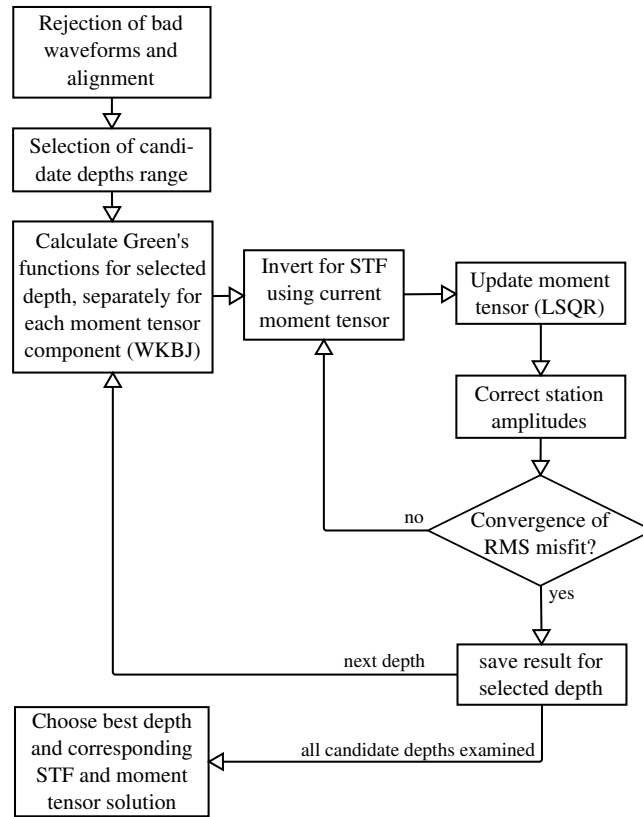 Rejection of bad
waveforms and
alignment
Selection of candi-
date depths range
Calculate Green's
functions for selected
depth, separately for
each moment tensor
component (WKBJ)
Invert for STF
using current
moment tensor
Update moment
tensor (LSQR)
Correct station
amplitudes
Convergence of
RMS misfit?
no
yes
save result for
selected depth
next depth
all candidate depths examined
Choose best depth
and corresponding
STF and moment
tensor solution